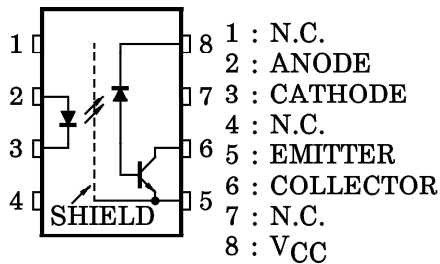 1
2
3
4
SHIELD
8
7
6
5
1 : N.C.
2 : ANODE
3 : CATHODE
4 : N.C.
5 : EMITTER
6 : COLLECTOR
7 : N.C.
8 : VCC